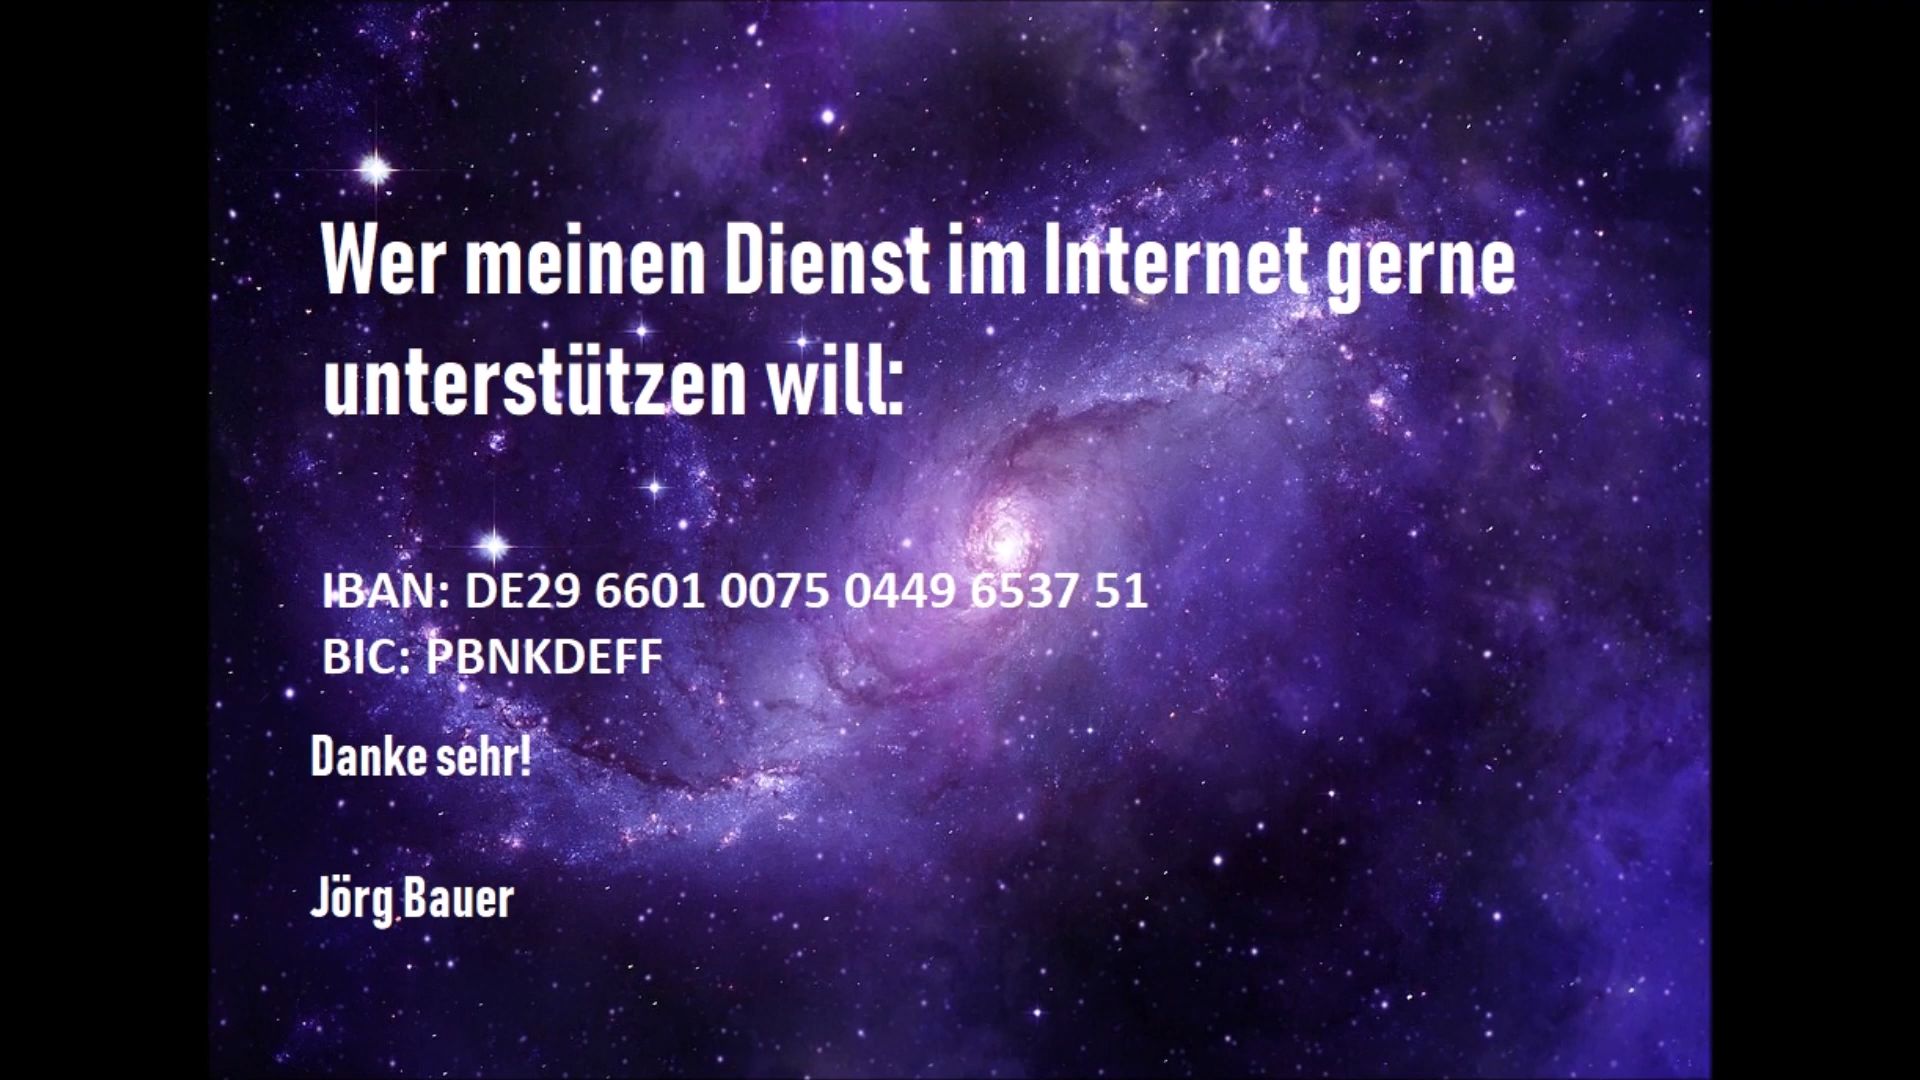 Wer meinen Dienst im Internet gerne
unterstützen will:
IBAN: DE29 6601 0075 0449 6537 51
BIC: PBNKDEFF
Danke sehr!
Jörg Bauer